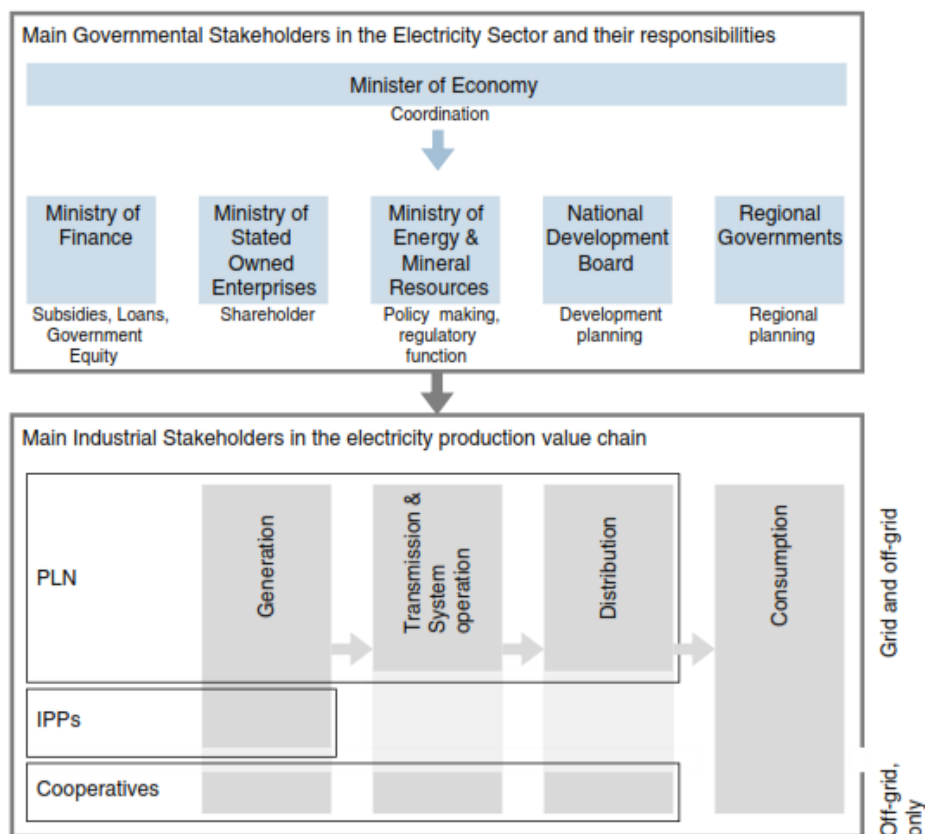 Main Governmental Stakeholders in the Electricity Sector and their responsibilities
Minister of Economy
Coordination
Ministry of
Finance
Subsidies, Loans,
Government
Equity
Ministry of
Stated
Owned
Enterprises
Shareholder
Ministry of
Energy &
Mineral
Resources
Policy making,
regulatory
function
National
Development
Board
Development
planning
Regional
Governments
Regional
planning
Main Industrial Stakeholders in the electricity production value chain
PLN
IPPs
Cooperatives
Generation
Transmission &
System
operation
Distribution
Consumption
Grid and off-grid
Off-grid,
only